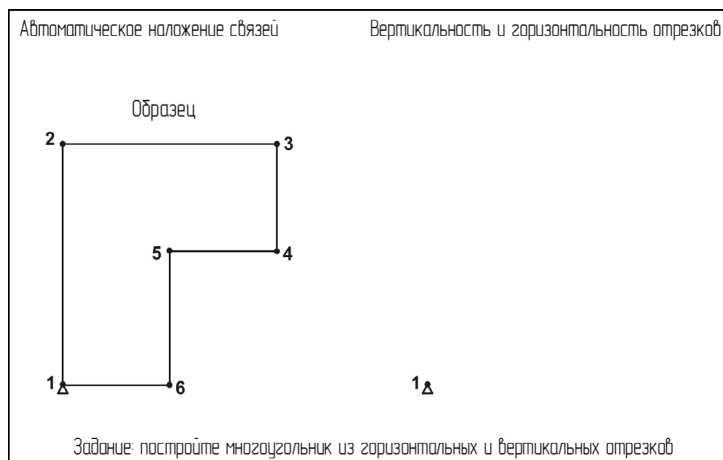 Автоматическое наложение связей
Вертикальность и горизонтальность отрезков
Образец
2
3
5
4
1
6
1
Задание: постройте многоугольник из горизонтальных и вертикальных отрезков